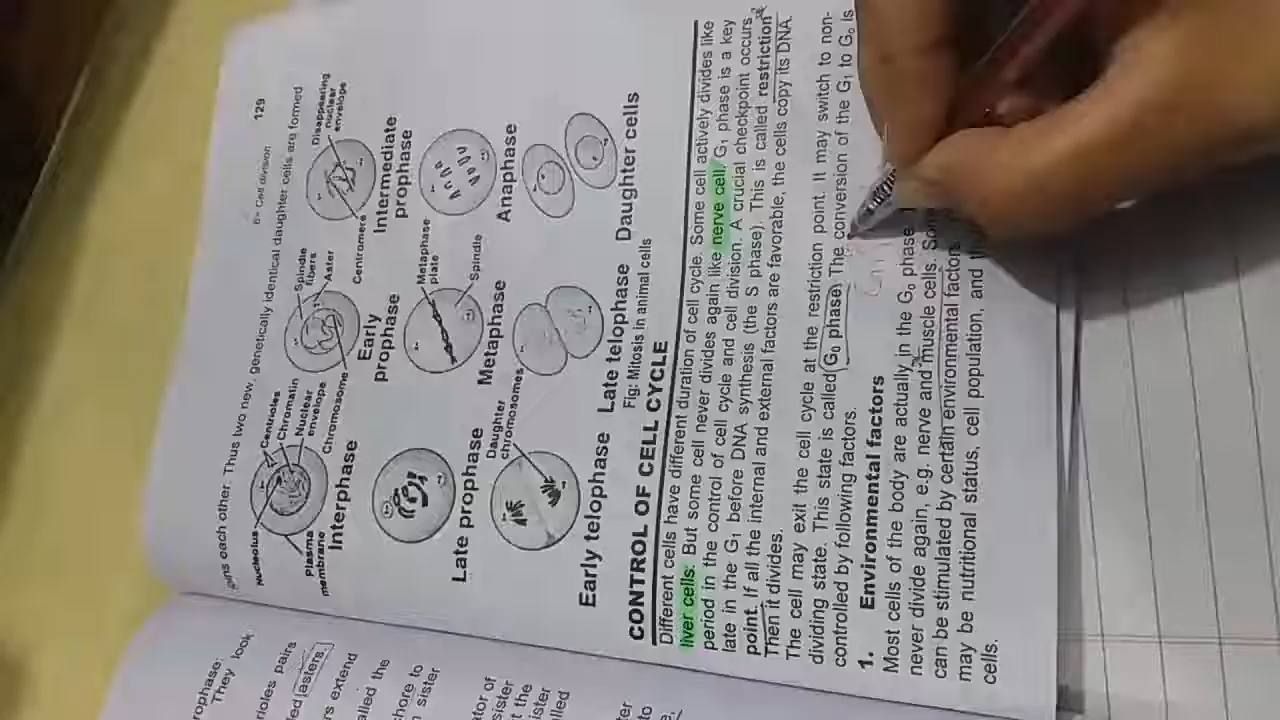 6= Cell division 129
each other. Thus two new, genetically identical daughter cells are formed
Nucleolus
Centrioles
Chromatin
Nuclear
envelope
Chromosome
Plasma
membrane
Interphase
Spindle
fibers
Aster
Centromers
Early
prophase
Disappearing
nuclear
envelope
Intermediate
prophase
Late prophase
Metaphase
plate
Spindle
Metaphase
Anaphase
Daughter
chromosomes
Early telophase Late telophase Daughter cells
Fig: Mitosis in animal cells
CONTROL OF CELL CYCLE
Different cells have different duration of cell cycle. Some cell actively divides like
liver cells. But some cell never divides again like nerve cell. G₁ phase is a key
period in the control of cell cycle and cell division. A crucial checkpoint occurs
late in the G₁ before DNA synthesis (the S phase). This is called restriction
point. If all the internal and external factors are favorable, the cells copy its DNA.
Then it divides.
The cell may exit the cell cycle at the restriction point. It may switch to non-
dividing state. This state is called G₀ phase. The conversion of the G₁ to G₀ is
controlled by following factors.
1. Environmental factors
Most cells of the body are actually in the G₀ phase.
never divide again, e.g. nerve and muscle cells.
can be stimulated by certain environmental factors
may be nutritional status, cell population, and
cells.
rophase:
They look
rioles pairs
led asters.
rs extend
alled the
chore to
sister
tor of
sister
t the
ister
lled
ter
to